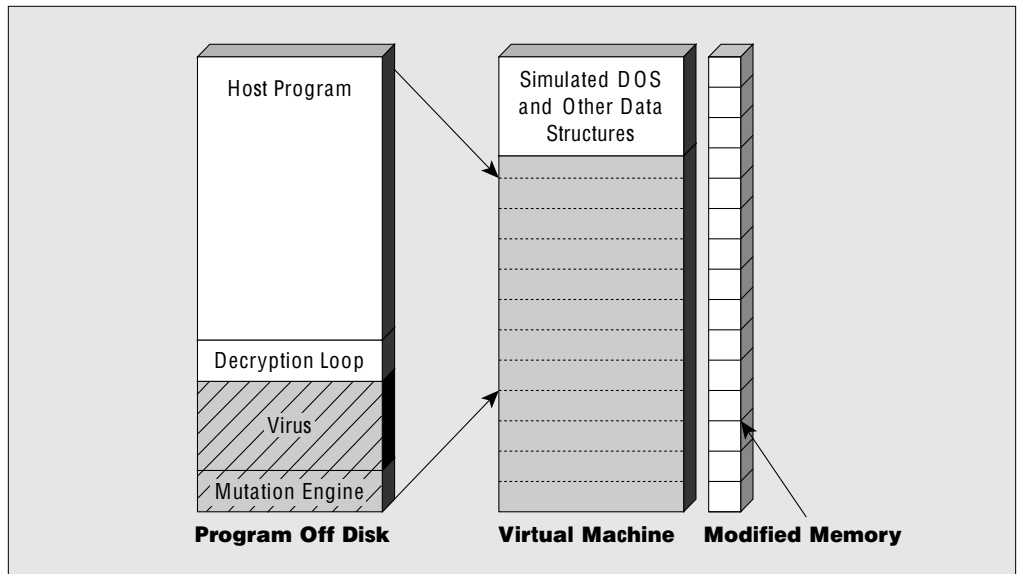 Host Program
Decryption Loop
Virus
Mutation Engine
Program Off Disk
Simulated DOS
and Other Data
Structures
Virtual Machine
Modified Memory